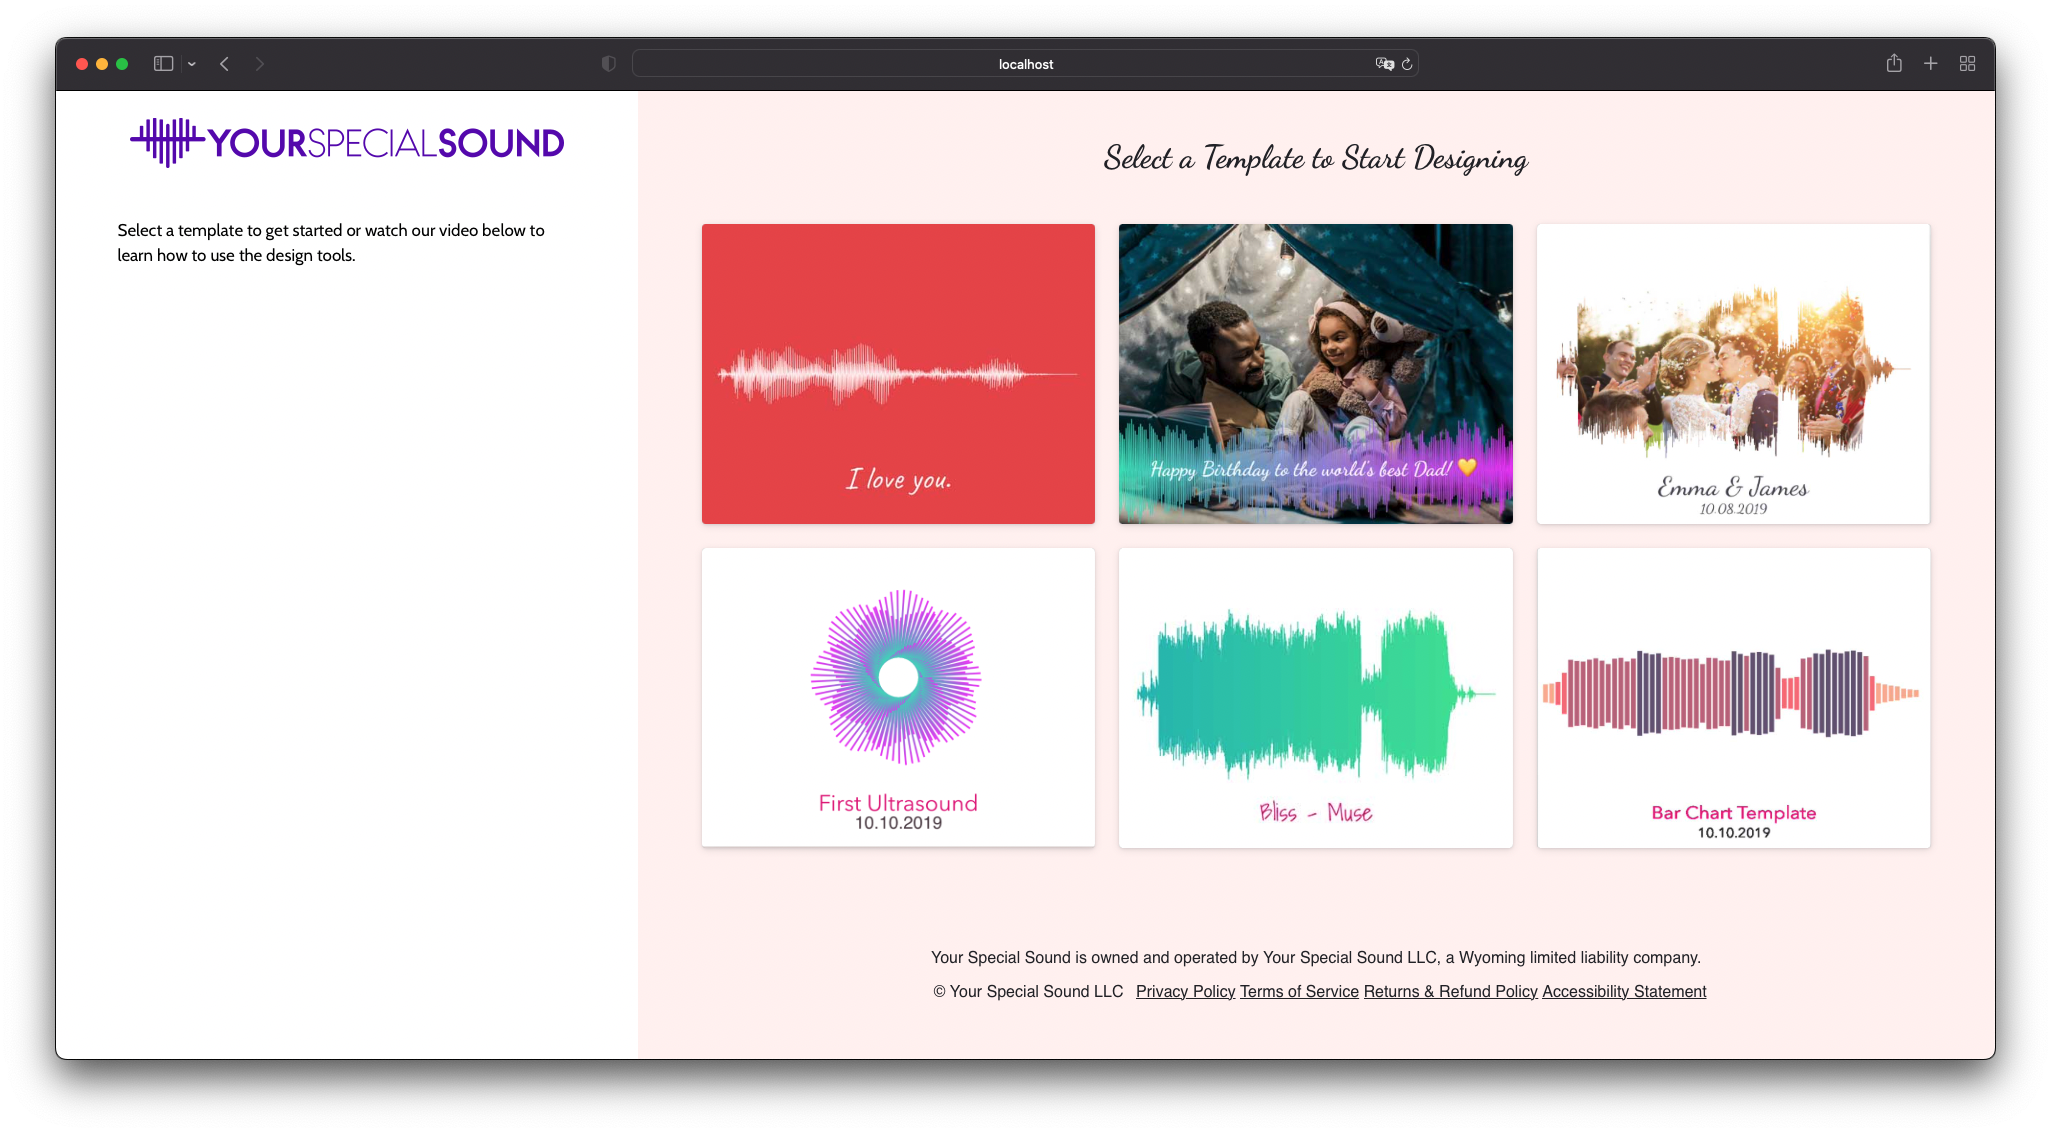 localhost
YOURSPECIALSOUND
Select a template to get started or watch our video below to
learn how to use the design tools.
Select a Template to Start Designing
I love you.
Happy Birthday to the world's best Dad! 💛
Emma & James
10.08.2019
First Ultrasound
10.10.2019
Bliss - Muse
Bar Chart Template
10.10.2019
Your Special Sound is owned and operated by Your Special Sound LLC, a Wyoming limited liability company.
© Your Special Sound LLC Privacy Policy Terms of Service Returns & Refund Policy Accessibility Statement